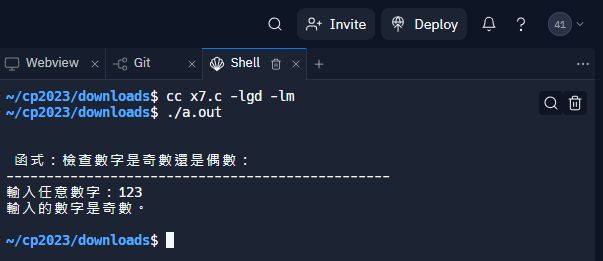 Invite
Deploy
41
Webview
Git
Shell
~/cp2023/downloads$ cc x7.c -lgd -lm
~/cp2023/downloads$ ./a.out
函式：檢查數字是奇數還是偶數：
------------------------------------------------
輸入任意數字：123
輸入的數字是奇數。
~/cp2023/downloads$